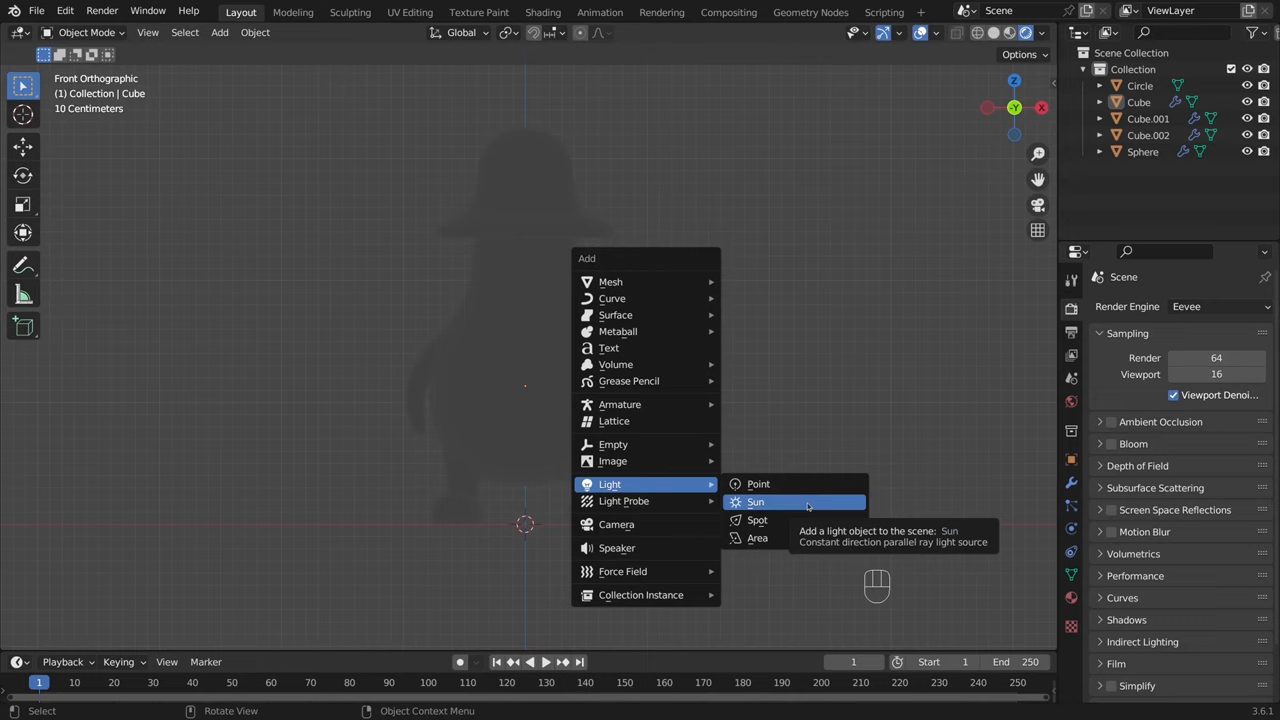 File Edit Render Window Help Layout Modeling Sculpting UV Editing Texture Paint Shading Animation Rendering Compositing Geometry Nodes Scripting Scene ViewLayer
Object Mode View Select Add Object Global
Options
Front Orthographic
(1) Collection | Cube
10 Centimeters
Z
-Y
X
Scene Collection
Collection
Circle
Cube
Cube.001
Cube.002
Sphere
Add
Mesh
Curve
Surface
Metaball
Text
Volume
Grease Pencil
Armature
Lattice
Empty
Image
Light
Light Probe
Camera
Speaker
Force Field
Collection Instance
Point
Sun
Spot
Area
Add a light object to the scene: Sun
Constant direction parallel ray light source
Scene
Render Engine Eevee
Sampling
Render 64
Viewport 16
Viewport Denoi...
Ambient Occlusion
Bloom
Depth of Field
Subsurface Scattering
Screen Space Reflections
Motion Blur
Volumetrics
Performance
Curves
Shadows
Indirect Lighting
Film
Simplify
Playback Keying View Marker 1 Start 1 End 250
1 10 20 30 40 50 60 70 80 90 100 110 120 130 140 150 160 170 180 190 200 210 220 230 240 250
Select Rotate View Object Context Menu 3.6.1